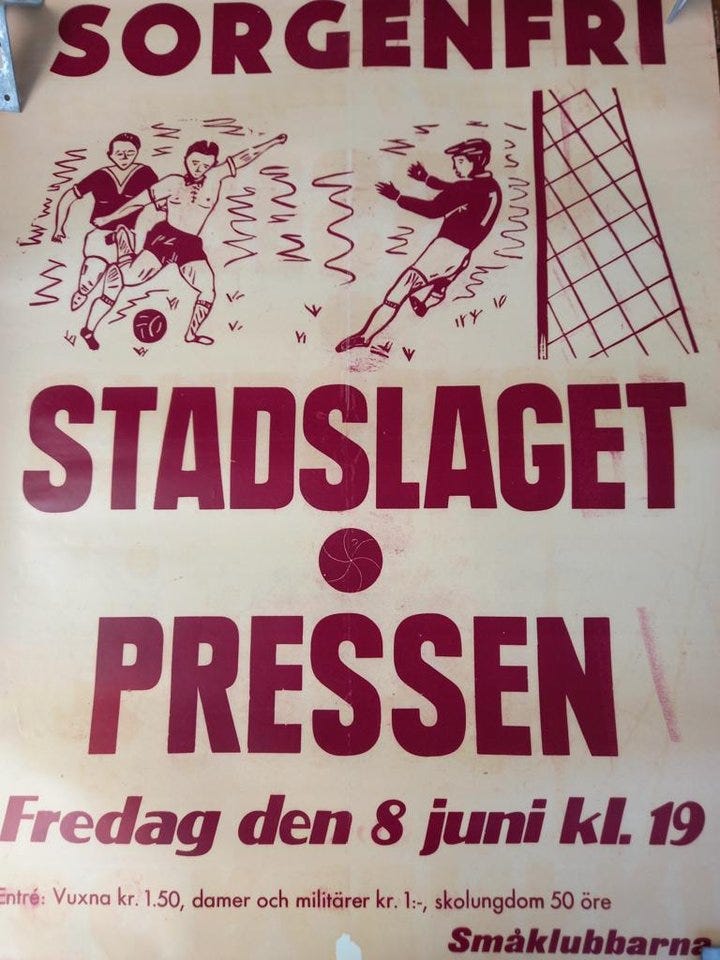 SORGENFRI
1
STADSLAGET
PRESSEN
Fredag den 8 juni kl. 19
Entré: Vuxna kr. 1.50, damer och militärer kr. 1:-, skolungdom 50 öre
Småklubbarna